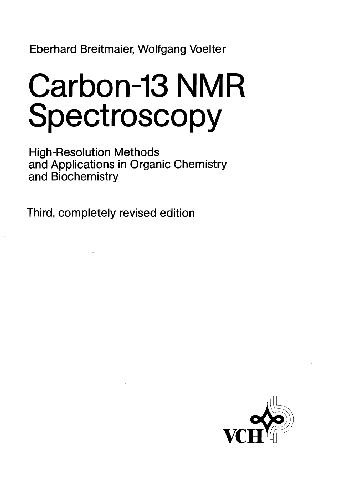 Eberhard Breitmaier, Wolfgang Voelter
Carbon-13 NMR
Spectroscopy
High-Resolution Methods
and Applications in Organic Chemistry
and Biochemistry
Third, completely revised edition
VCH